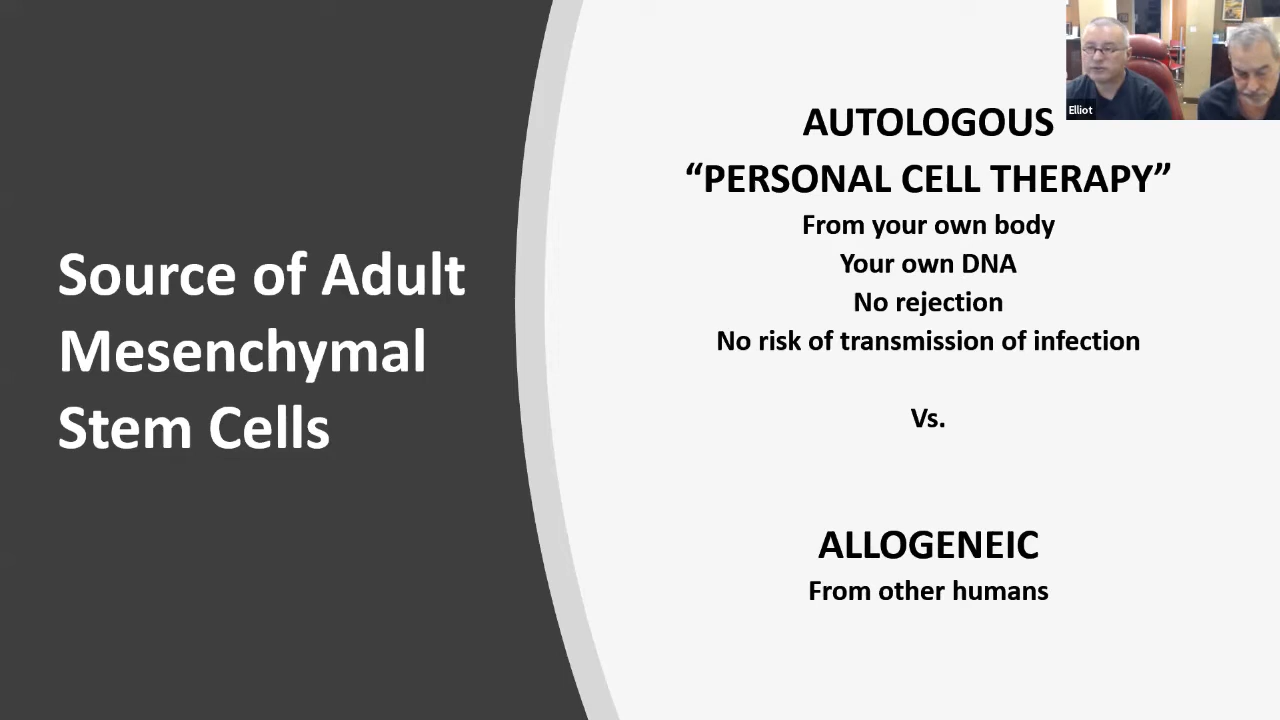 Source of Adult
Mesenchymal
Stem Cells
AUTOLOGOUS
“PERSONAL CELL THERAPY”
From your own body
Your own DNA
No rejection
No risk of transmission of infection
Vs.
ALLOGENEIC
From other humans
Elliot